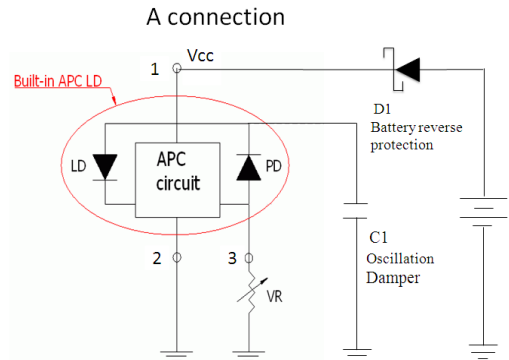 A connection
1
Vcc
Built-in APC LD
D1
Battery reverse
protection
LD
APC
circuit
PD
C1
Oscillation
Damper
2
3
VR